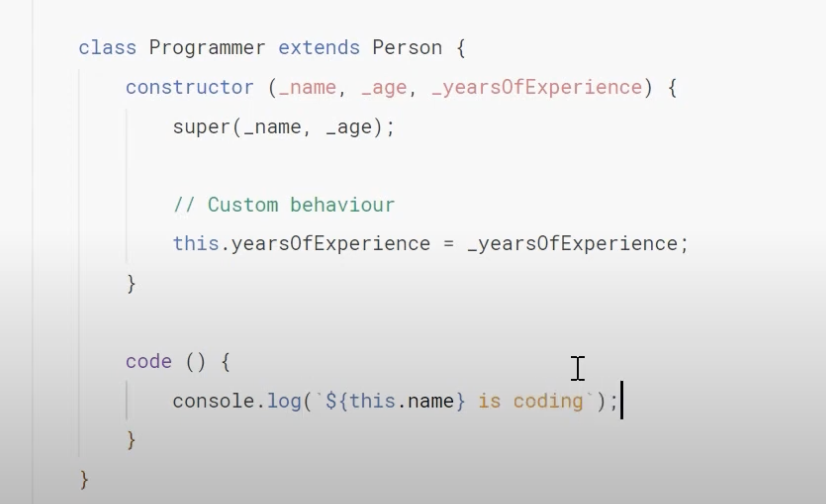 class Programmer extends Person {
constructor (_name, _age, _yearsOfExperience) {
super(_name, _age);
// Custom behaviour
this.yearsOfExperience = _yearsOfExperience;
}
code () {
console.log(`${this.name} is coding`);
}
}